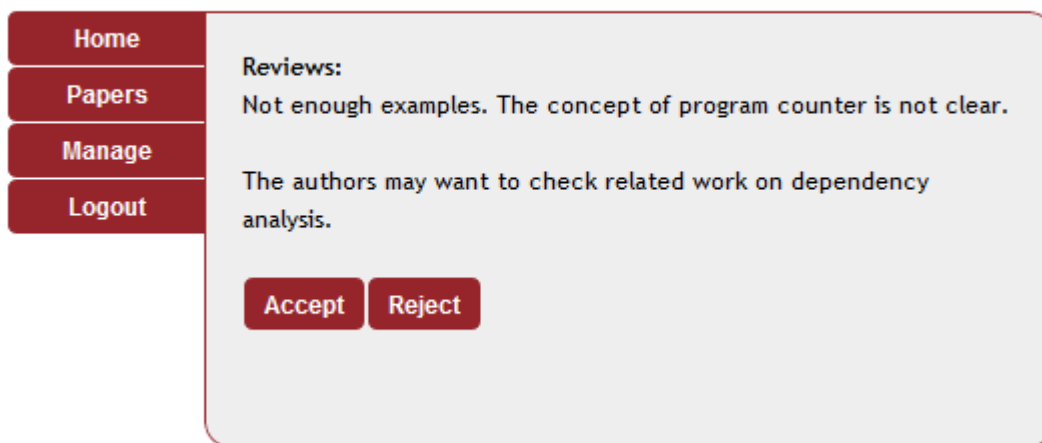 Home
Papers
Manage
Logout
Reviews:
Not enough examples. The concept of program counter is not clear.
The authors may want to check related work on dependency
analysis.
Accept Reject